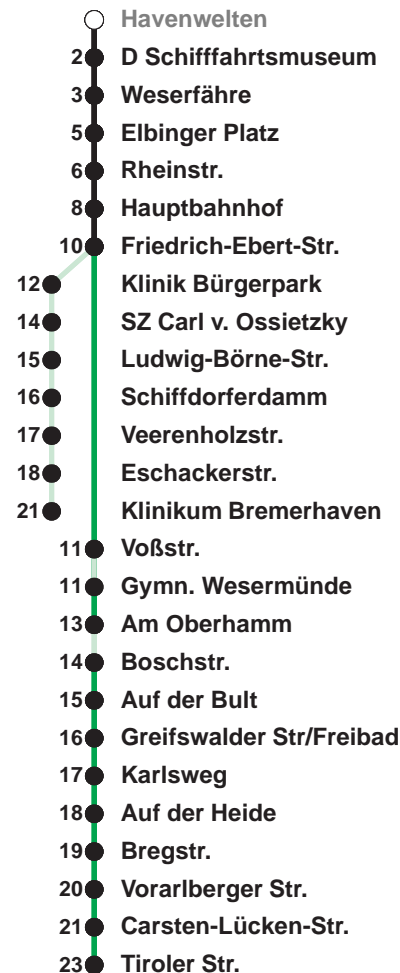 Havenwelten
2 D Schifffahrtsmuseum
3 Weserfähre
5 Elbinger Platz
6 Rheinstr.
8 Hauptbahnhof
10 Friedrich-Ebert-Str.
12 Klinik Bürgerpark
14 SZ Carl v. Ossietzky
15 Ludwig-Börne-Str.
16 Schiffdorferdamm
17 Veerenholzstr.
18 Eschackerstr.
21 Klinikum Bremerhaven
11 Voßstr.
11 Gymn. Wesermünde
13 Am Oberhamm
14 Boschstr.
15 Auf der Bult
16 Greifswalder Str/Freibad
17 Karlsweg
18 Auf der Heide
19 Bregstr.
20 Vorarlberger Str.
21 Carsten-Lücken-Str.
23 Tiroler Str.